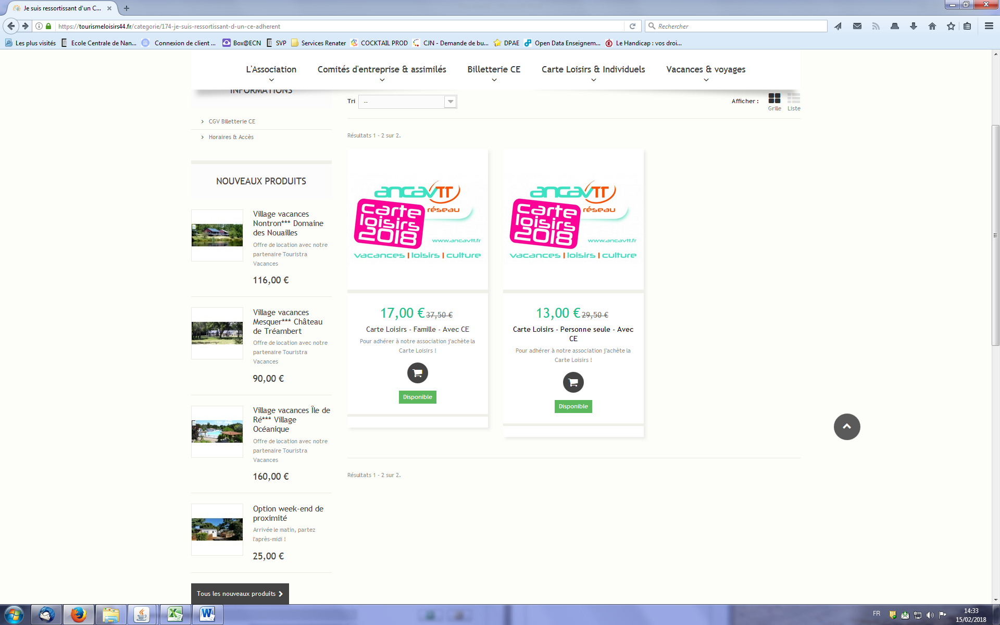 Je suis ressortissant d'un C...
https://tourismeloisirs44.fr/categorie/174-je-suis-ressortissant-d-un-ce-adherent
Rechercher
Les plus visités
Ecole Centrale de Nan...
Connexion de client ...
Box@ECN
SVP
Services Renater
COCKTAIL PROD
CJN - Demande de bu...
DPAE
Open Data Enseignem...
Le Handicap : vos droi...
L'Association
Comités d'entreprise & assimilés
Billetterie CE
Carte Loisirs & Individuels
Vacances & voyages
INFORMATIONS
CGV Billetterie CE
Horaires & Accès
NOUVEAUX PRODUITS
Village vacances
Nontron*** Domaine
des Nouailles
Offre de location avec notre
partenaire Touristra
Vacances
116,00 €
Village vacances
Mesquer*** Château
de Tréambert
Offre de location avec notre
partenaire Touristra
Vacances
90,00 €
Village vacances Île de
Ré*** Village
Océanique
Offre de location avec notre
partenaire Touristra
Vacances
160,00 €
Option week-end de
proximité
Arrivée le matin, partez
l'après-midi !
25,00 €
Tous les nouveaux produits
Tri
--
Afficher :
Grille
Liste
Résultats 1 - 2 sur 2.
ancavTT
réseau
carte
loisirs
2018
www.ancavtt.fr
vacances | loisirs | culture
17,00 € 37,50 €
Carte Loisirs - Famille - Avec CE
Pour adhérer à notre association j'achète la
Carte Loisirs !
Disponible
ancavTT
réseau
carte
loisirs
2018
www.ancavtt.fr
vacances | loisirs | culture
13,00 € 29,50 €
Carte Loisirs - Personne seule - Avec
CE
Pour adhérer à notre association j'achète la
Carte Loisirs !
Disponible
Résultats 1 - 2 sur 2.
FR
14:33
15/02/2018